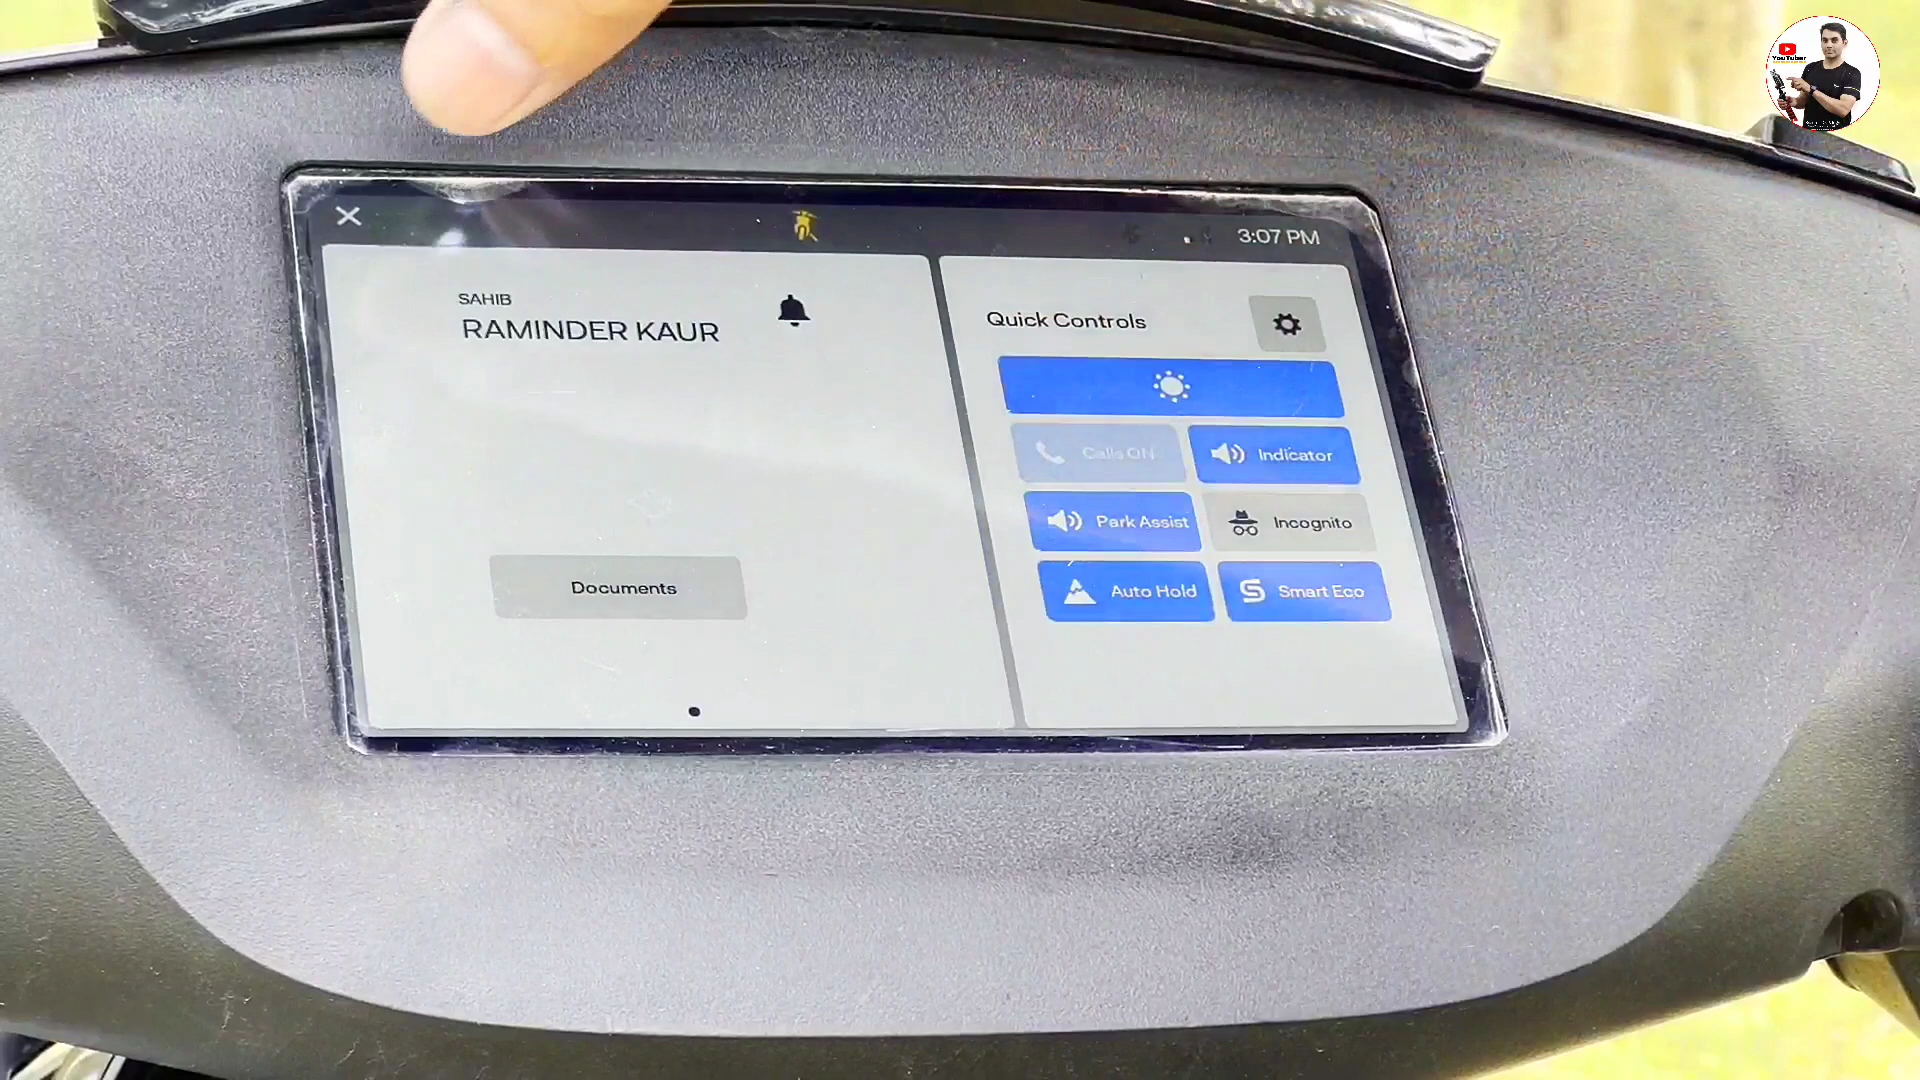 YouTuber
3:07 PM
SAHIB
RAMINDER KAUR
Documents
Quick Controls
Calls ON
Indicator
Park Assist
Incognito
Auto Hold
Smart Eco